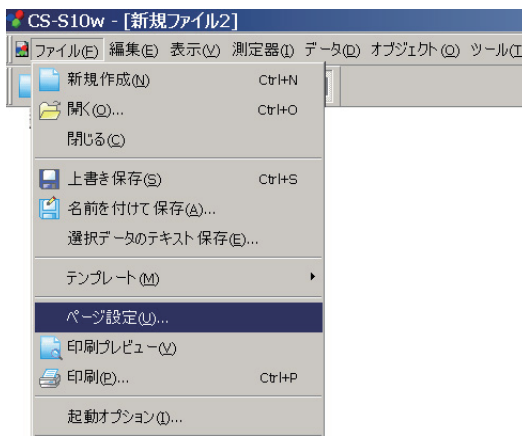 CS-S10w - [新規ファイル2]
ファイル(F) 編集(E) 表示(V) 測定器(I) データ(D) オブジェクト(O) ツール(T
新規作成(N) Ctrl+N
開く(O)... Ctrl+O
閉じる(C)
上書き保存(S) Ctrl+S
名前を付けて保存(A)...
選択データのテキスト保存(E)...
テンプレート(M)
ページ設定(U)...
印刷プレビュー(V)
印刷(P)... Ctrl+P
起動オプション(I)...